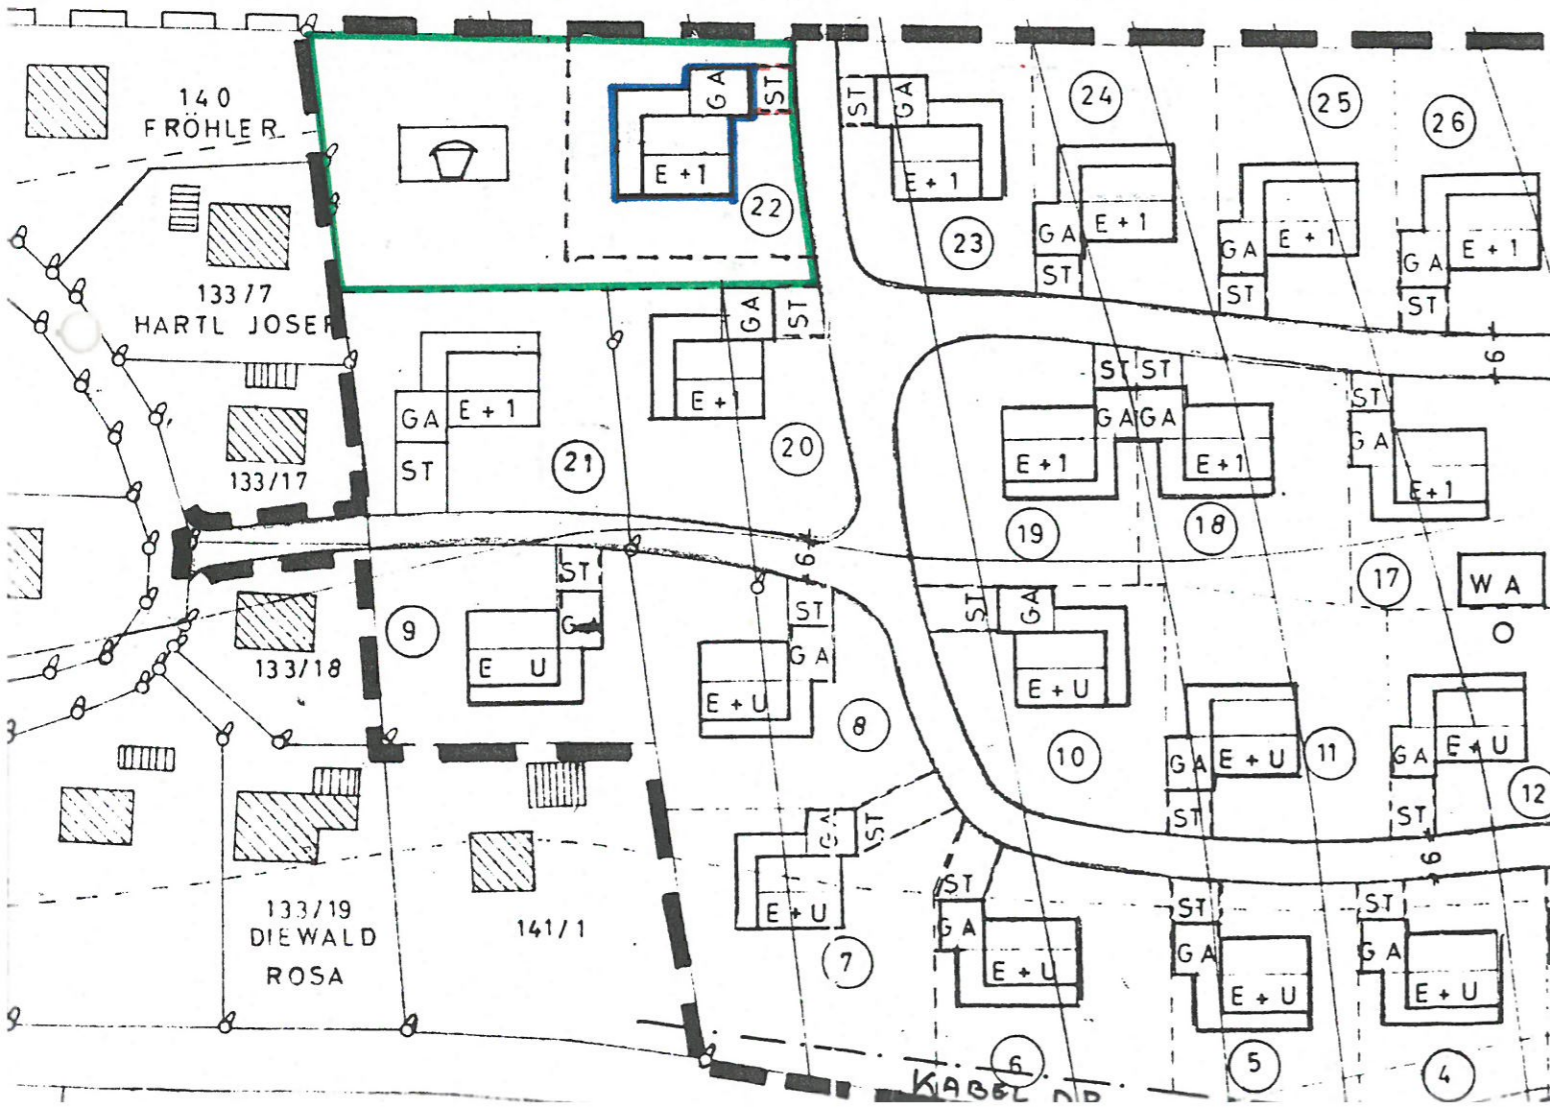 140
FRÖHLER
GA
ST
E+1
22
ST
GA
E+1
23
24
GA
E+1
ST
25
GA
E+1
ST
26
GA
E+1
ST
133/7
HARTL JOSEF
GA
ST
E+1
20
GA
E+1
ST
21
133/17
6
ST
ST
GA
GA
E+1
E+1
19
18
ST
GA
E+1
17
WA
6
9
ST
E U
133/18
ST
GA
E+U
8
ST
GA
E+U
10
GA
E+U
ST
11
GA
E+U
ST
12
6
GA
ST
E+U
7
133/19
DIEWALD
ROSA
141/1
ST
GA
E+U
6
ST
GA
E+U
5
ST
GA
E+U
4
KABEL